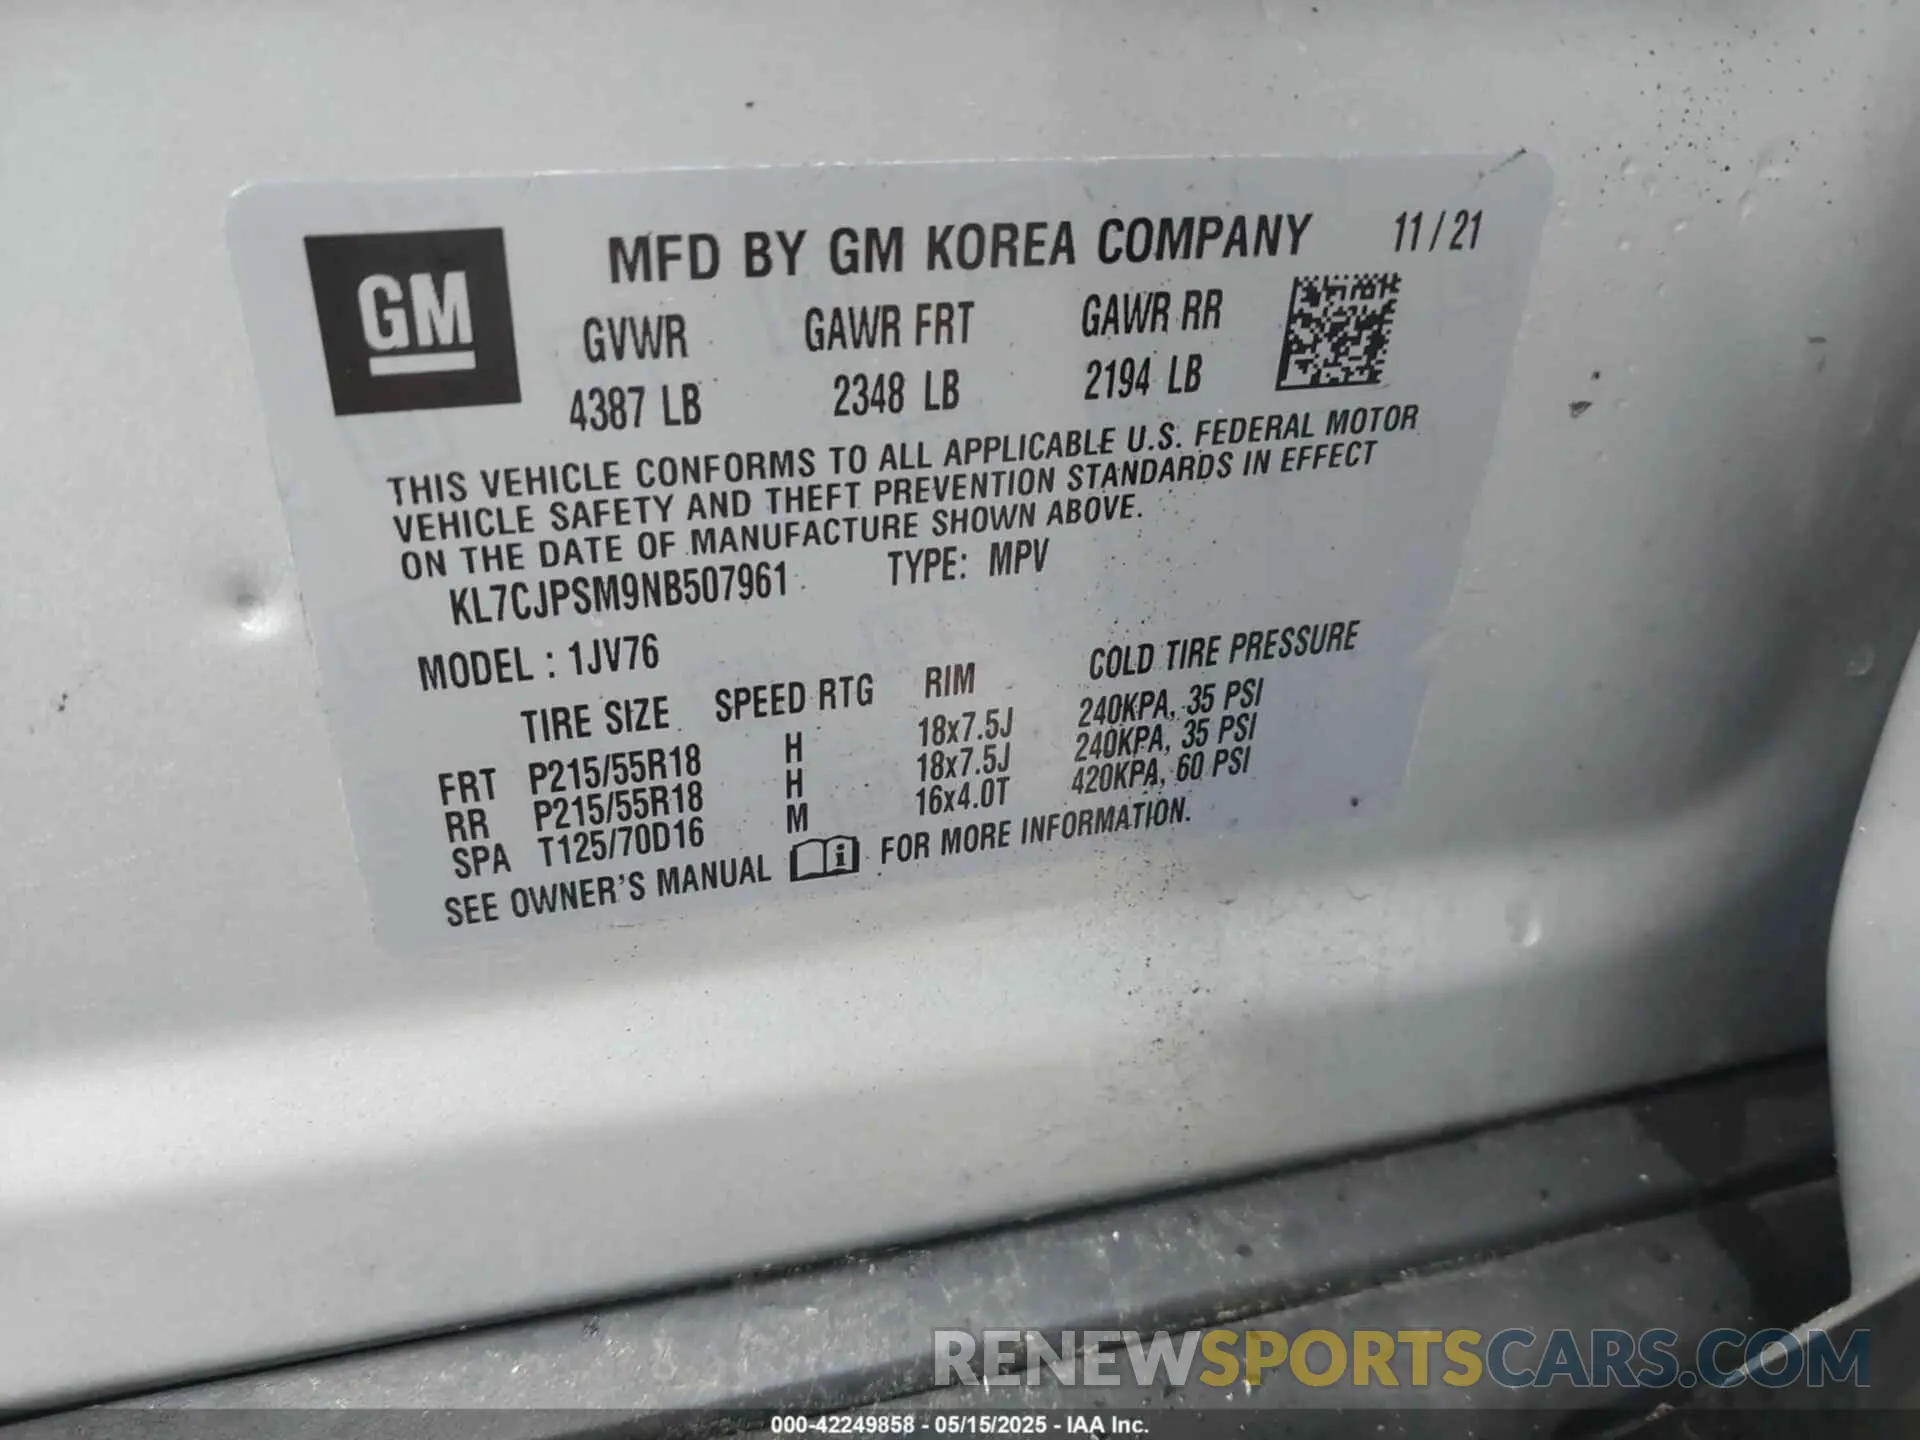 GM
MFD BY GM KOREA COMPANY 11/21
GVWR GAWR FRT GAWR RR
4387 LB 2348 LB 2194 LB
THIS VEHICLE CONFORMS TO ALL APPLICABLE U.S. FEDERAL MOTOR
VEHICLE SAFETY AND THEFT PREVENTION STANDARDS IN EFFECT
ON THE DATE OF MANUFACTURE SHOWN ABOVE.
KL7CJPSM9NB507961 TYPE: MPV
MODEL : 1JV76
TIRE SIZE SPEED RTG RIM COLD TIRE PRESSURE
FRT P215/55R18 H 18x7.5J 240KPA, 35 PSI
RR P215/55R18 H 18x7.5J 240KPA, 35 PSI
SPA T125/70D16 M 16x4.0T 420KPA, 60 PSI
SEE OWNER'S MANUAL FOR MORE INFORMATION.
RENEWSPORTSCARS.COM
000-42249858 - 05/15/2025 - IAA Inc.